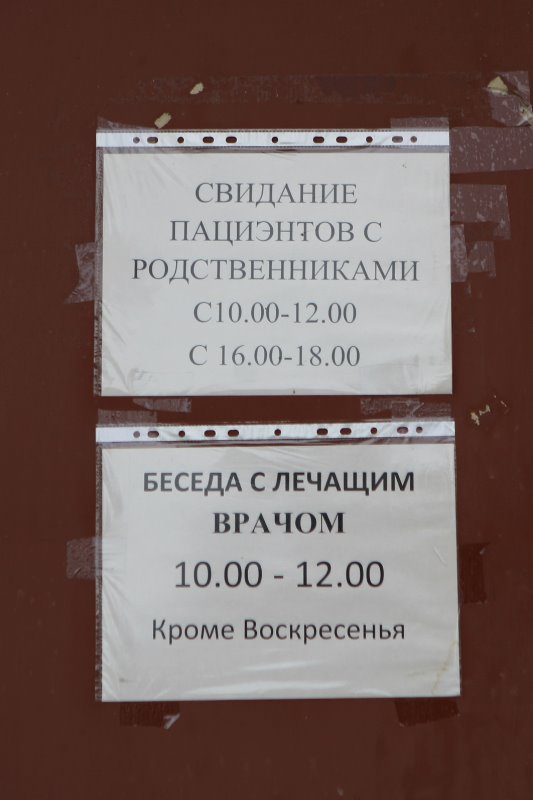 СВИДАНИЕ
ПАЦИЭНТОВ С
РОДСТВЕННИКАМИ
С10.00-12.00
С 16.00-18.00
БЕСЕДА С ЛЕЧАЩИМ
ВРАЧОМ
10.00 - 12.00
Кроме Воскресенья